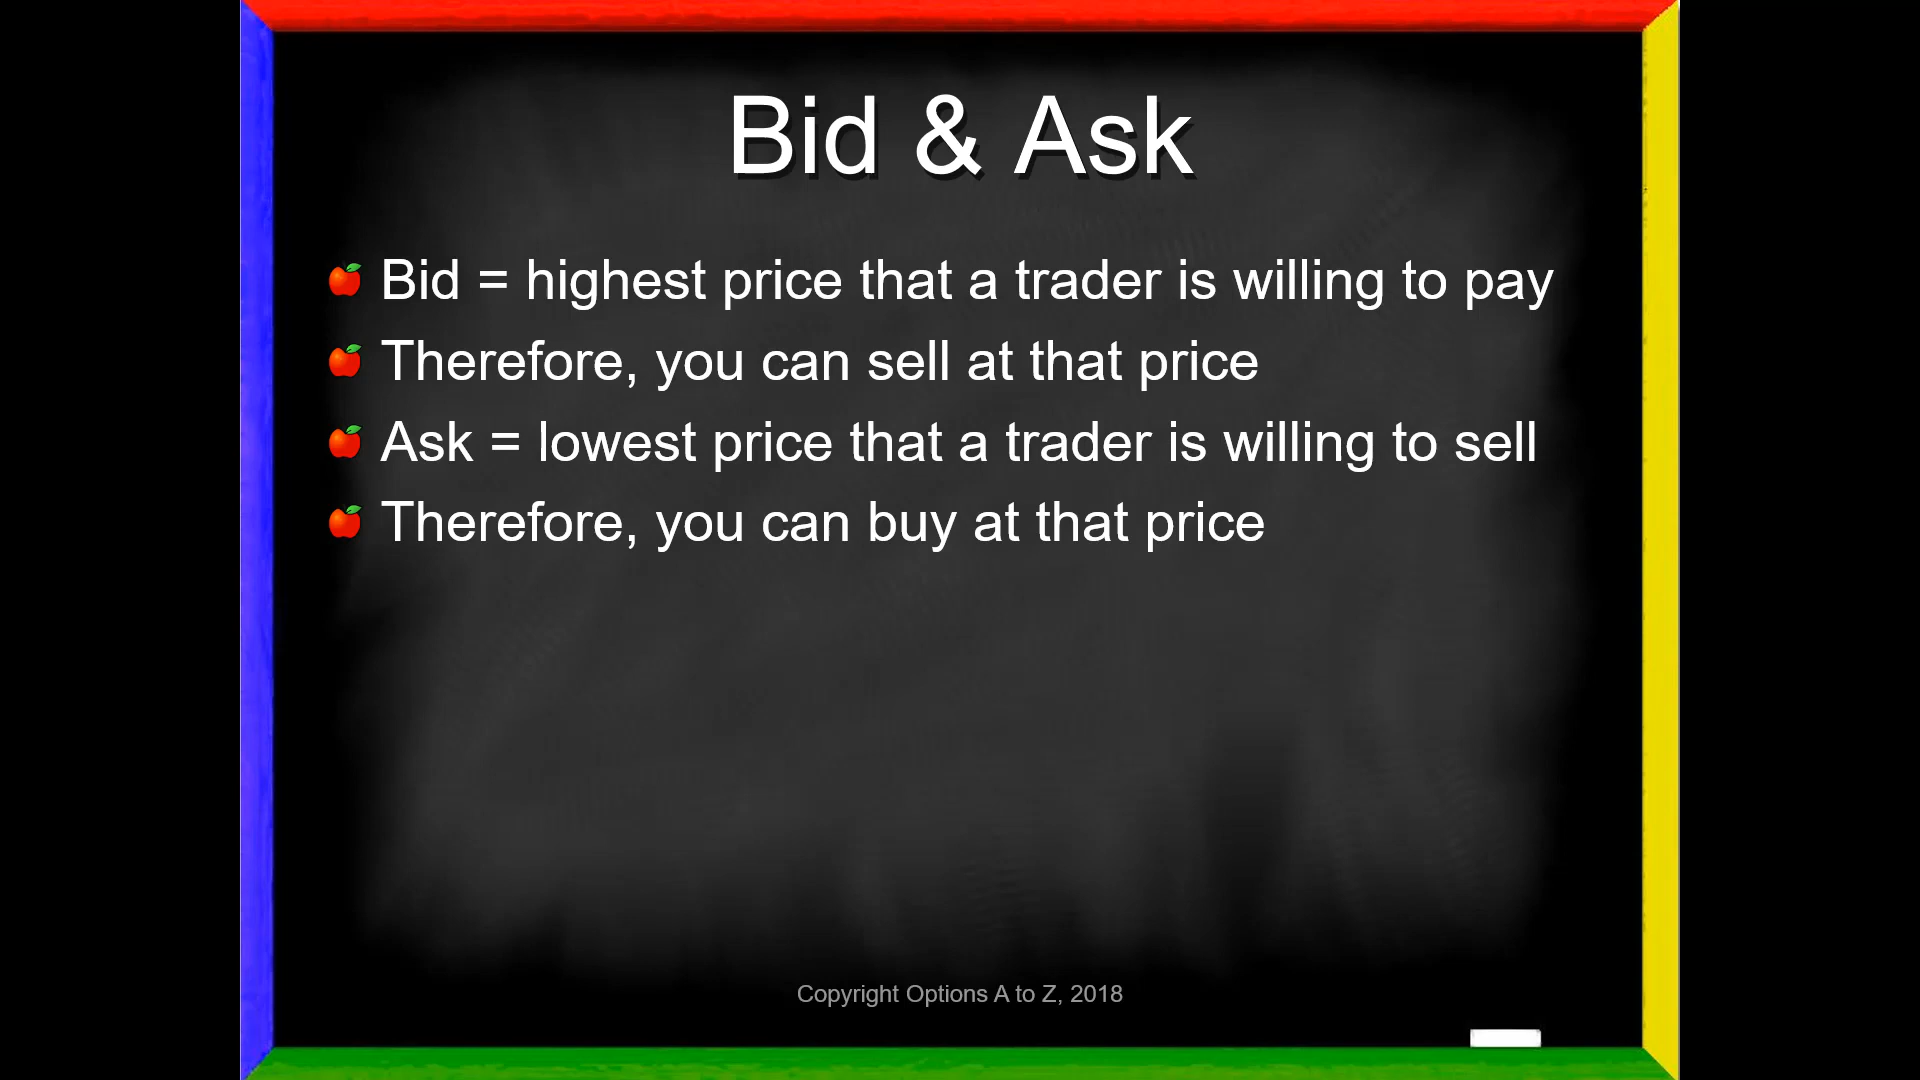 Bid & Ask
Bid = highest price that a trader is willing to pay
Therefore, you can sell at that price
Ask = lowest price that a trader is willing to sell
Therefore, you can buy at that price
Copyright Options A to Z, 2018